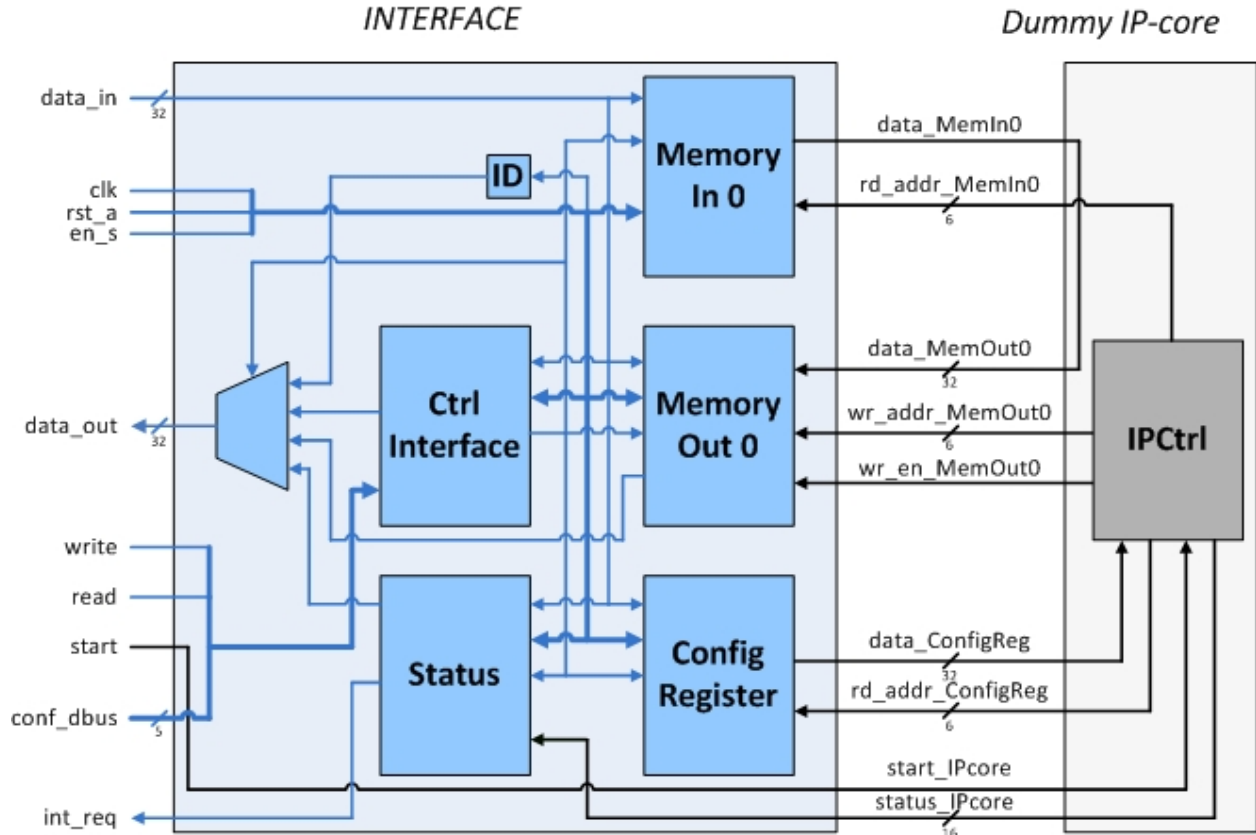 INTERFACE
Dummy IP-core
data_in
32
clk
rst_a
en_s
ID
Memory
In 0
data_MemIn0
rd_addr_MemIn0
6
data_out
32
Ctrl
Interface
Memory
Out 0
data_MemOut0
32
wr_addr_MemOut0
6
wr_en_MemOut0
IPCtrl
write
read
start
conf_dbus
5
int_req
Status
Config
Register
data_ConfigReg
32
rd_addr_ConfigReg
6
start_IPcore
status_IPcore
16